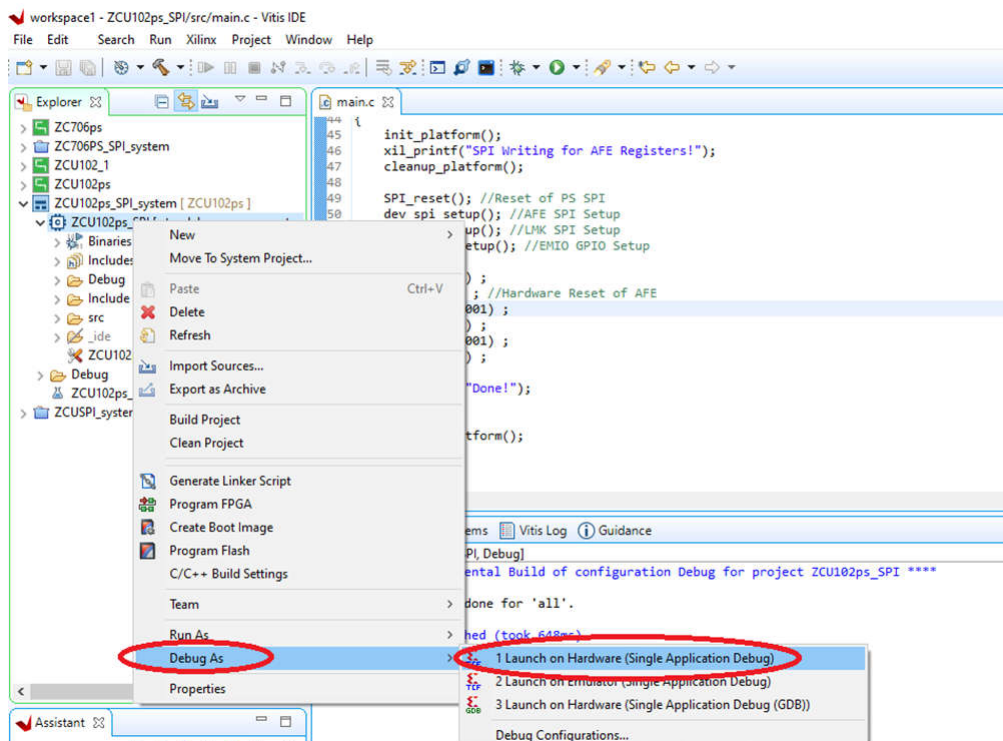 workspace1 - ZCU102ps_SPI/src/main.c - Vitis IDE
File Edit Search Run Xilinx Project Window Help
Explorer
ZC706ps
ZC706PS_SPI_system
ZCU102_1
ZCU102ps
ZCU102ps_SPI_system [ ZCU102ps ]
ZCU102ps_SPI
Binaries
Includes
Debug
Include
src
_ide
ZCU102
Debug
ZCU102ps_
ZCUSPI_system
Assistant
New
Move To System Project...
Paste Ctrl+V
Delete
Refresh
Import Sources...
Export as Archive
Build Project
Clean Project
Generate Linker Script
Program FPGA
Create Boot Image
Program Flash
C/C++ Build Settings
Team
Run As
Debug As
Properties
1 Launch on Hardware (Single Application Debug)
2 Launch on Emulator (Single Application Debug)
3 Launch on Hardware (Single Application Debug (GDB))
Debug Configurations...
main.c
44 {
45 init_platform();
46 xil_printf("SPI Writing for AFE Registers!");
47 cleanup_platform();
48
49 SPI_reset(); //Reset of PS SPI
50 dev_spi_setup(); //AFE SPI Setup
up(); //LMK SPI Setup
etup(); //EMIO GPIO Setup
) ;
; //Hardware Reset of AFE
001) ;
) ;
001) ;
) ;
"Done!");
tform();
ems Vitis Log Guidance
PI, Debug]
ental Build of configuration Debug for project ZCU102ps_SPI ****
done for 'all'.
hed (took 648ms)